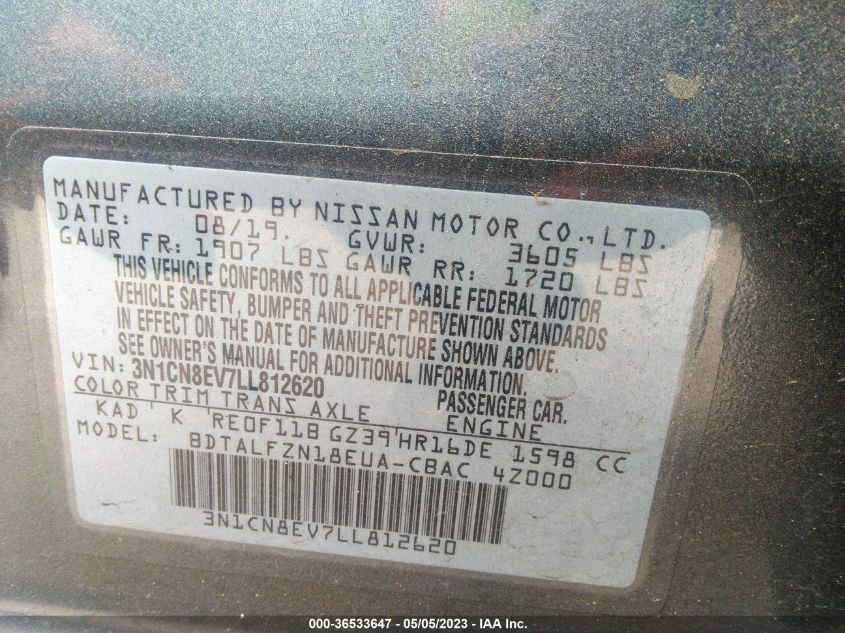 MANUFACTURED BY NISSAN MOTOR CO., LTD.
DATE: 08/19. GVWR: 3605 LBS
GAWR FR: 1907 LBS GAWR RR: 1720 LBS
THIS VEHICLE CONFORMS TO ALL APPLICABLE FEDERAL MOTOR
VEHICLE SAFETY, BUMPER AND THEFT PREVENTION STANDARDS
IN EFFECT ON THE DATE OF MANUFACTURE SHOWN ABOVE.
SEE OWNER'S MANUAL FOR ADDITIONAL INFORMATION.
VIN: 3N1CN8EV7LL812620 PASSENGER CAR.
COLOR TRIM TRANS AXLE ENGINE
KAD K RE0F11B GZ39 HR16DE 1598 CC
MODEL: BDTALFZN18EUA-CBAC 4Z000
3N1CN8EV7LL812620
000-36533647 - 05/05/2023 - IAA Inc.